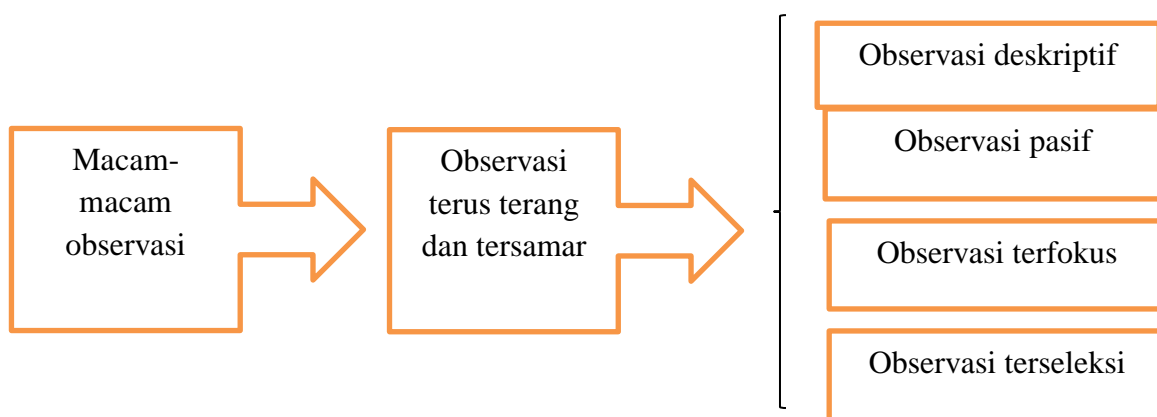 Macam-
macam
observasi
Observasi
terus terang
dan tersamar
Observasi deskriptif
Observasi pasif
Observasi terfokus
Observasi terseleksi